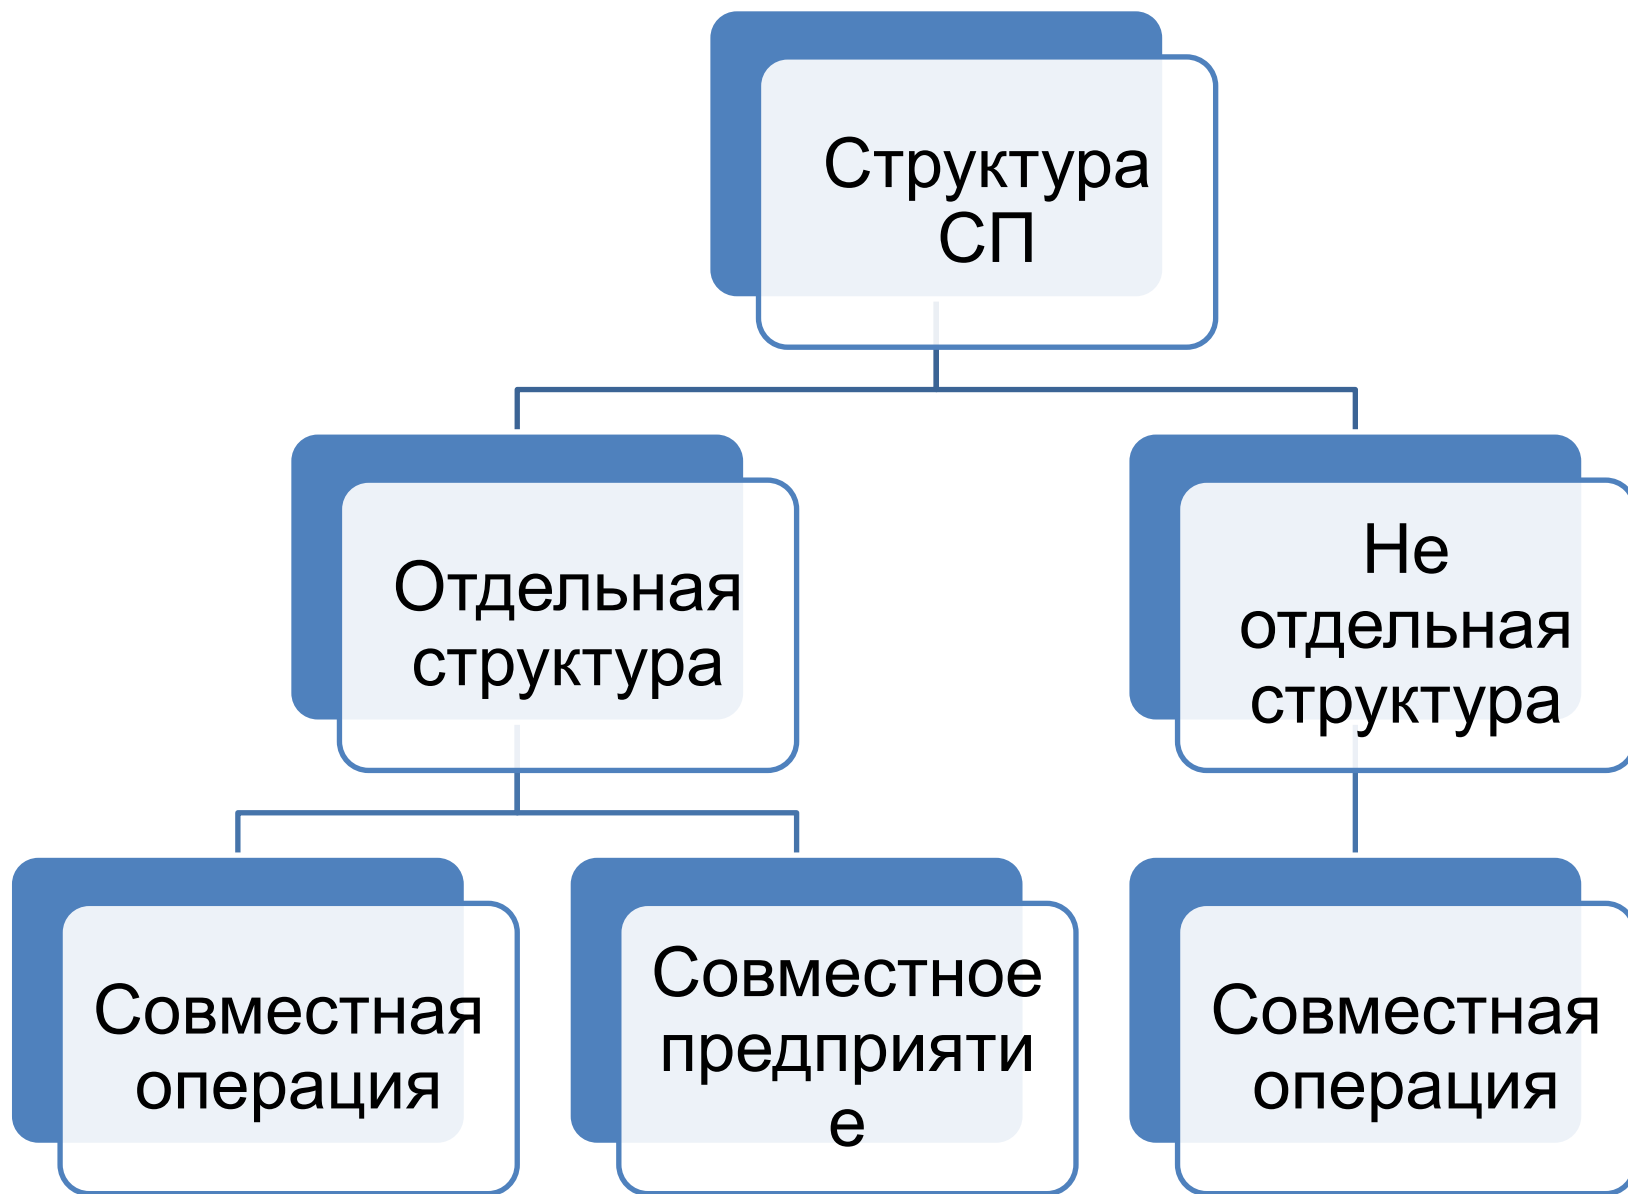 Структура
СП
Отдельная
структура
Не
отдельная
структура
Совместная
операция
Совместное
предприяти
е
Совместная
операция